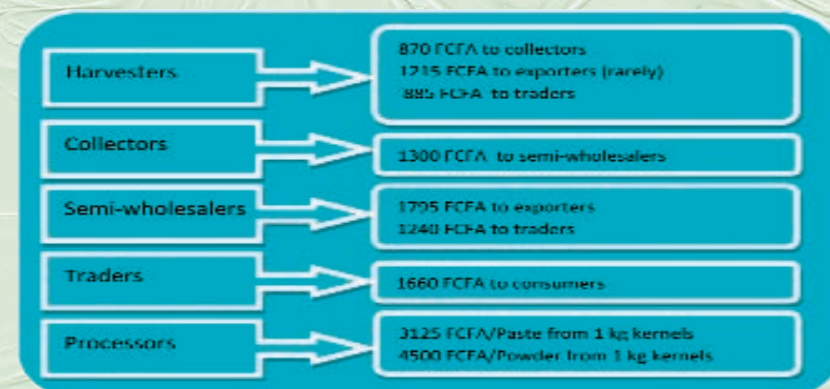 Harvesters
870 FCFA to collectors
1215 FCFA to exporters (rarely)
885 FCFA to traders
Collectors
1300 FCFA to semi-wholesalers
Semi-wholesalers
1795 FCFA to exporters
1240 FCFA to traders
Traders
1660 FCFA to consumers
Processors
3125 FCFA/Paste from 1 kg kernels
4500 FCFA/Powder from 1 kg kernels